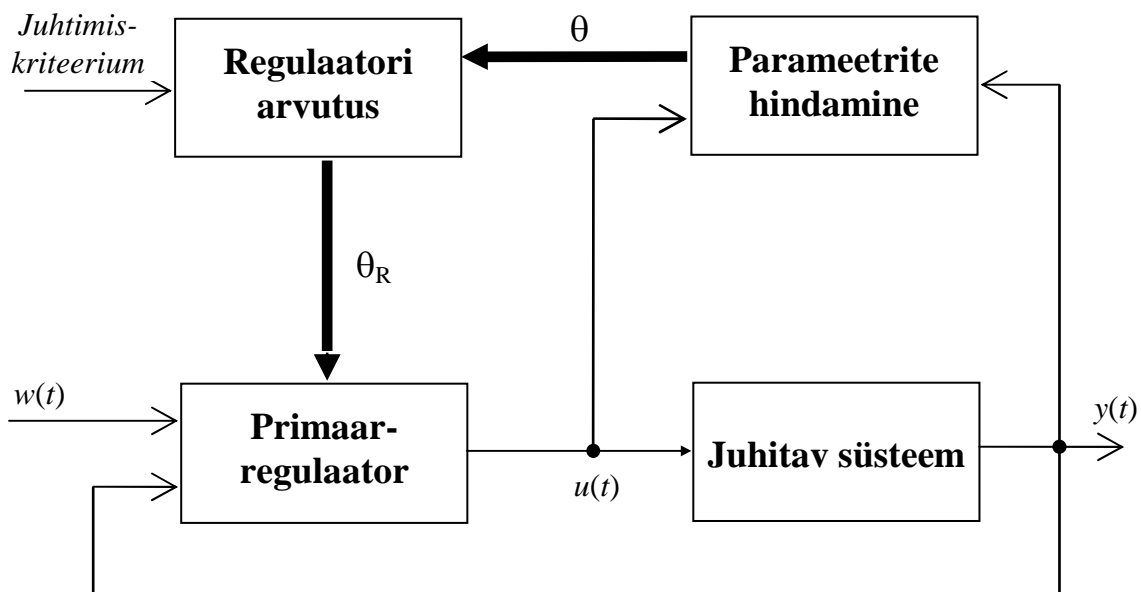 Juhtimis-
kriteerium
Regulaatori
arvutus
θ
Parameetrite
hindamine
θR
w(t)
Primaar-
regulaator
u(t)
Juhitav süsteem
y(t)